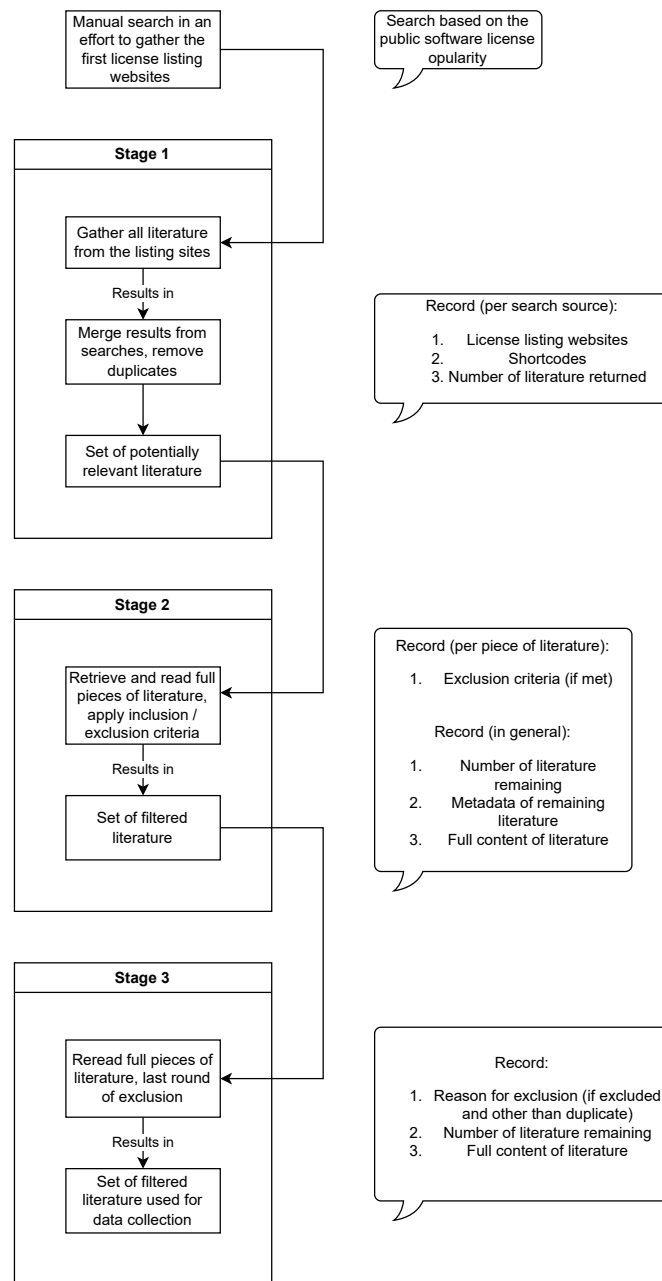 Manual search in an
effort to gather the
first license listing
websites
Search based on the
public software license
opularity
Stage 1
Gather all literature
from the listing sites
Results in
Merge results from
searches, remove
duplicates
Set of potentially
relevant literature
Record (per search source):
1. License listing websites
2. Shortcodes
3. Number of literature returned
Stage 2
Retrieve and read full
pieces of literature,
apply inclusion /
exclusion criteria
Results in
Set of filtered
literature
Record (per piece of literature):
1. Exclusion criteria (if met)
Record (in general):
1. Number of literature
remaining
2. Metadata of remaining
literature
3. Full content of literature
Stage 3
Reread full pieces of
literature, last round
of exclusion
Results in
Set of filtered
literature used for
data collection
Record:
1. Reason for exclusion (if excluded
and other than duplicate)
2. Number of literature remaining
3. Full content of literature